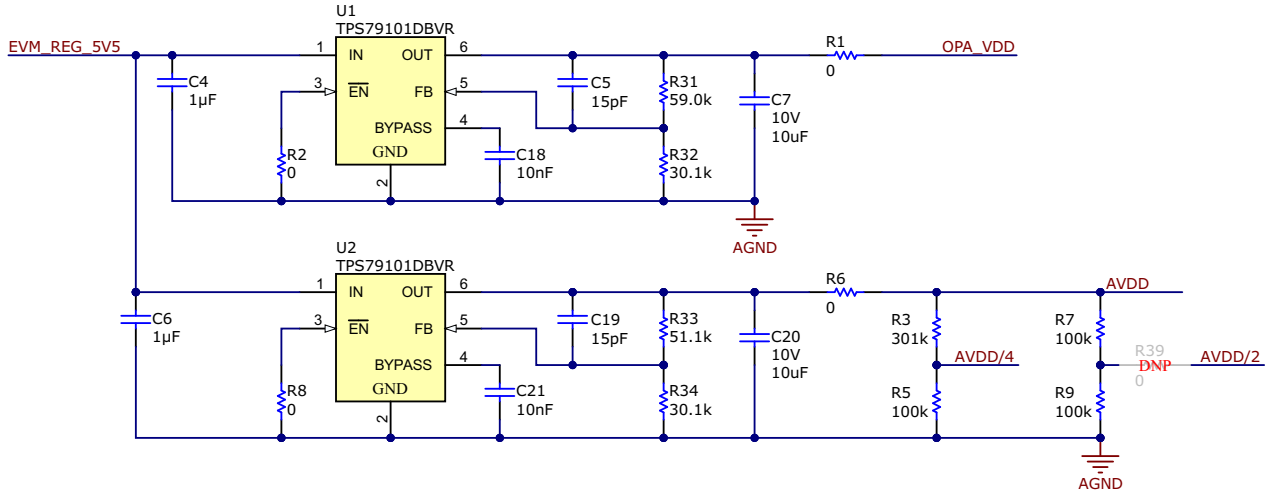 U1
TPS79101DBVR
EVM_REG_5V5
1
IN
OUT
6
R1
0
OPA_VDD
C4
1µF
3
EN
FB
5
C5
15pF
R31
59.0k
C7
10V
10uF
BYPASS
4
GND
2
R2
0
C18
10nF
R32
30.1k
AGND
U2
TPS79101DBVR
1
IN
OUT
6
R6
0
AVDD
C6
1µF
3
EN
FB
5
C19
15pF
R33
51.1k
C20
10V
10uF
R3
301k
R7
100k
BYPASS
4
AVDD/4
R39
DNP
0
AVDD/2
GND
2
R8
0
C21
10nF
R34
30.1k
R5
100k
R9
100k
AGND